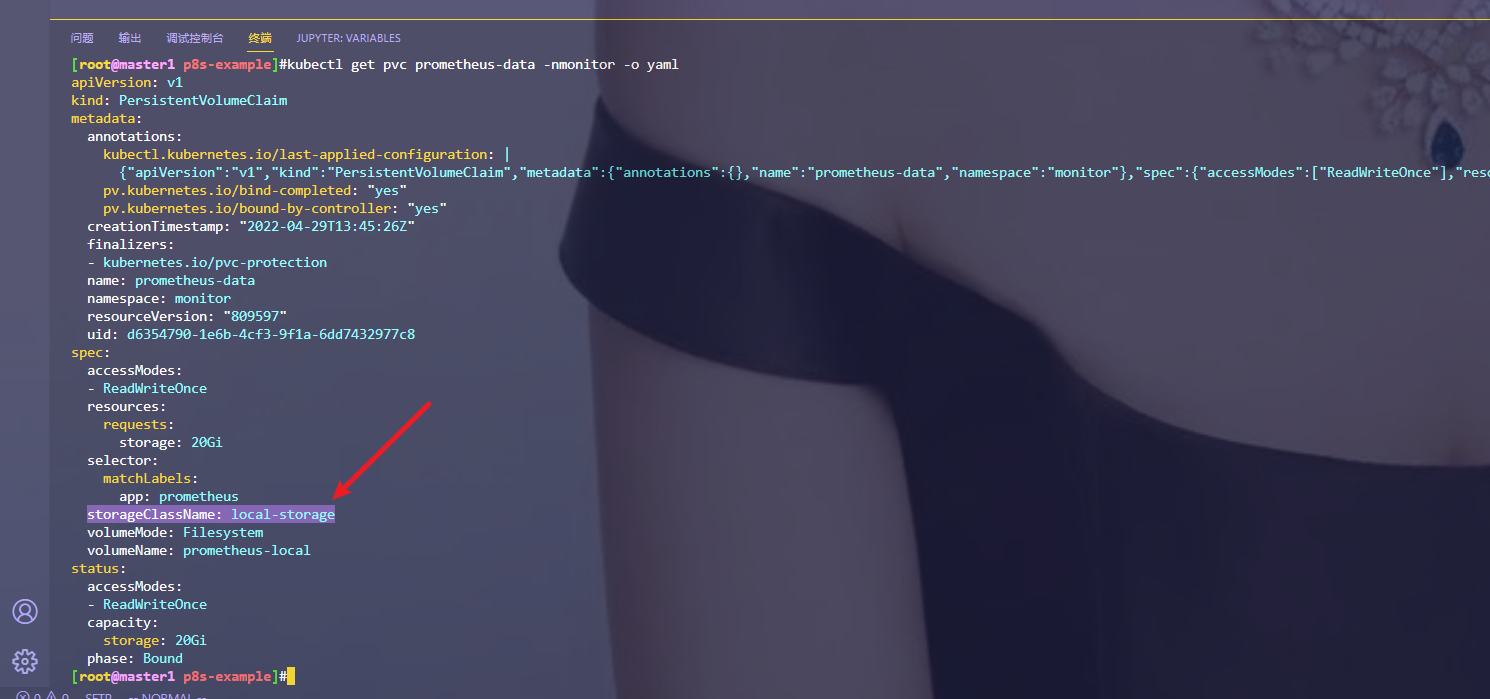 问题 输出 调试控制台 终端 JUPYTER: VARIABLES
[root@master1 p8s-example]#kubectl get pvc prometheus-data -nmonitor -o yaml
apiVersion: v1
kind: PersistentVolumeClaim
metadata:
  annotations:
    kubectl.kubernetes.io/last-applied-configuration: |
      {"apiVersion":"v1","kind":"PersistentVolumeClaim","metadata":{"annotations":{},"name":"prometheus-data","namespace":"monitor"},"spec":{"accessModes":["ReadWriteOnce"],"reso
    pv.kubernetes.io/bind-completed: "yes"
    pv.kubernetes.io/bound-by-controller: "yes"
  creationTimestamp: "2022-04-29T13:45:26Z"
  finalizers:
  - kubernetes.io/pvc-protection
  name: prometheus-data
  namespace: monitor
  resourceVersion: "809597"
  uid: d6354790-1e6b-4cf3-9f1a-6dd7432977c8
spec:
  accessModes:
  - ReadWriteOnce
  resources:
    requests:
      storage: 20Gi
  selector:
    matchLabels:
      app: prometheus
  storageClassName: local-storage
  volumeMode: Filesystem
  volumeName: prometheus-local
status:
  accessModes:
  - ReadWriteOnce
  capacity:
    storage: 20Gi
  phase: Bound
[root@master1 p8s-example]#
-- NORMAL --